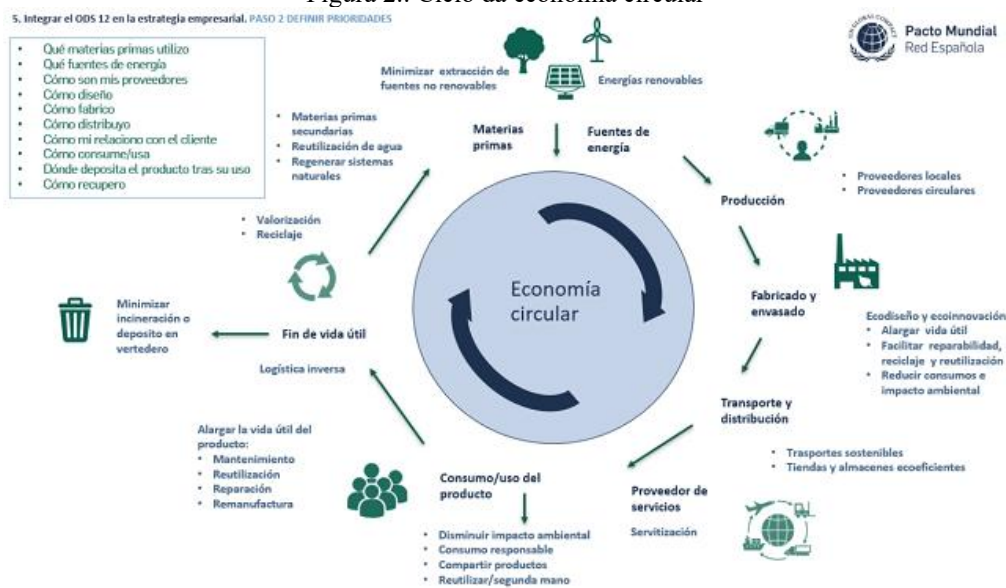 Figura 2.: Ciclo da economia circular
5. Integrar el ODS 12 en la estrategia empresarial. PASO 2 DEFINIR PRIORIDADES
• Qué materias primas utilizo
• Qué fuentes de energía
• Cómo son mis proveedores
• Cómo diseño
• Cómo fabrico
• Cómo distribuyo
• Cómo mi relaciono con el cliente
• Cómo consume/usa
• Dónde deposita el producto tras su uso
• Cómo recupero
Pacto Mundial
Red Española
Minimizar extracción de
fuentes no renovables
Energías renovables
• Materias primas
secundarias
• Reutilización de agua
• Regenerar sistemas
naturales
Materias
primas
Fuentes de
energía
• Proveedores locales
• Proveedores circulares
Producción
• Valorización
• Reciclaje
Economía
circular
Fabricado y
envasado
Ecodiseño y ecoinnovación
• Alargar vida útil
• Facilitar reparabilidad,
reciclaje y reutilización
• Reducir consumos e
impacto ambiental
Minimizar
incineración o
deposito en
vertedero
Fin de vida útil
Logística inversa
Transporte y
distribución
• Trasportes sostenibles
• Tiendas y almacenes ecoeficientes
Alargar la vida útil del
producto:
• Mantenimiento
• Reutilización
• Reparación
• Remanufactura
Consumo/uso del
producto
Proveedor de
servicios
Servitización
• Disminuir impacto ambiental
• Consumo responsable
• Compartir productos
• Reutilizar/segunda mano